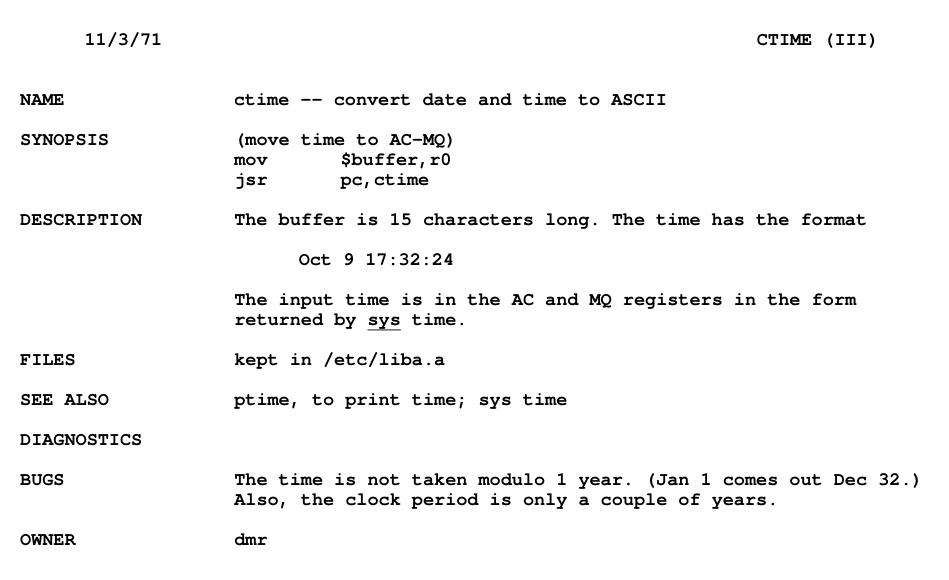 11/3/71 CTIME (III)
NAME ctime -- convert date and time to ASCII
SYNOPSIS (move time to AC-MQ)
mov $buffer,r0
jsr pc,ctime
DESCRIPTION The buffer is 15 characters long. The time has the format
Oct 9 17:32:24
The input time is in the AC and MQ registers in the form
returned by sys time.
FILES kept in /etc/liba.a
SEE ALSO ptime, to print time; sys time
DIAGNOSTICS
BUGS The time is not taken modulo 1 year. (Jan 1 comes out Dec 32.)
Also, the clock period is only a couple of years.
OWNER dmr